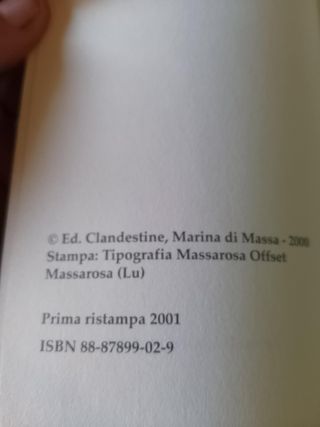 © Ed. Clandestine, Marina di Massa - 2000
Stampa: Tipografia Massarosa Offset
Massarosa (Lu)
Prima ristampa 2001
ISBN 88-87899-02-9